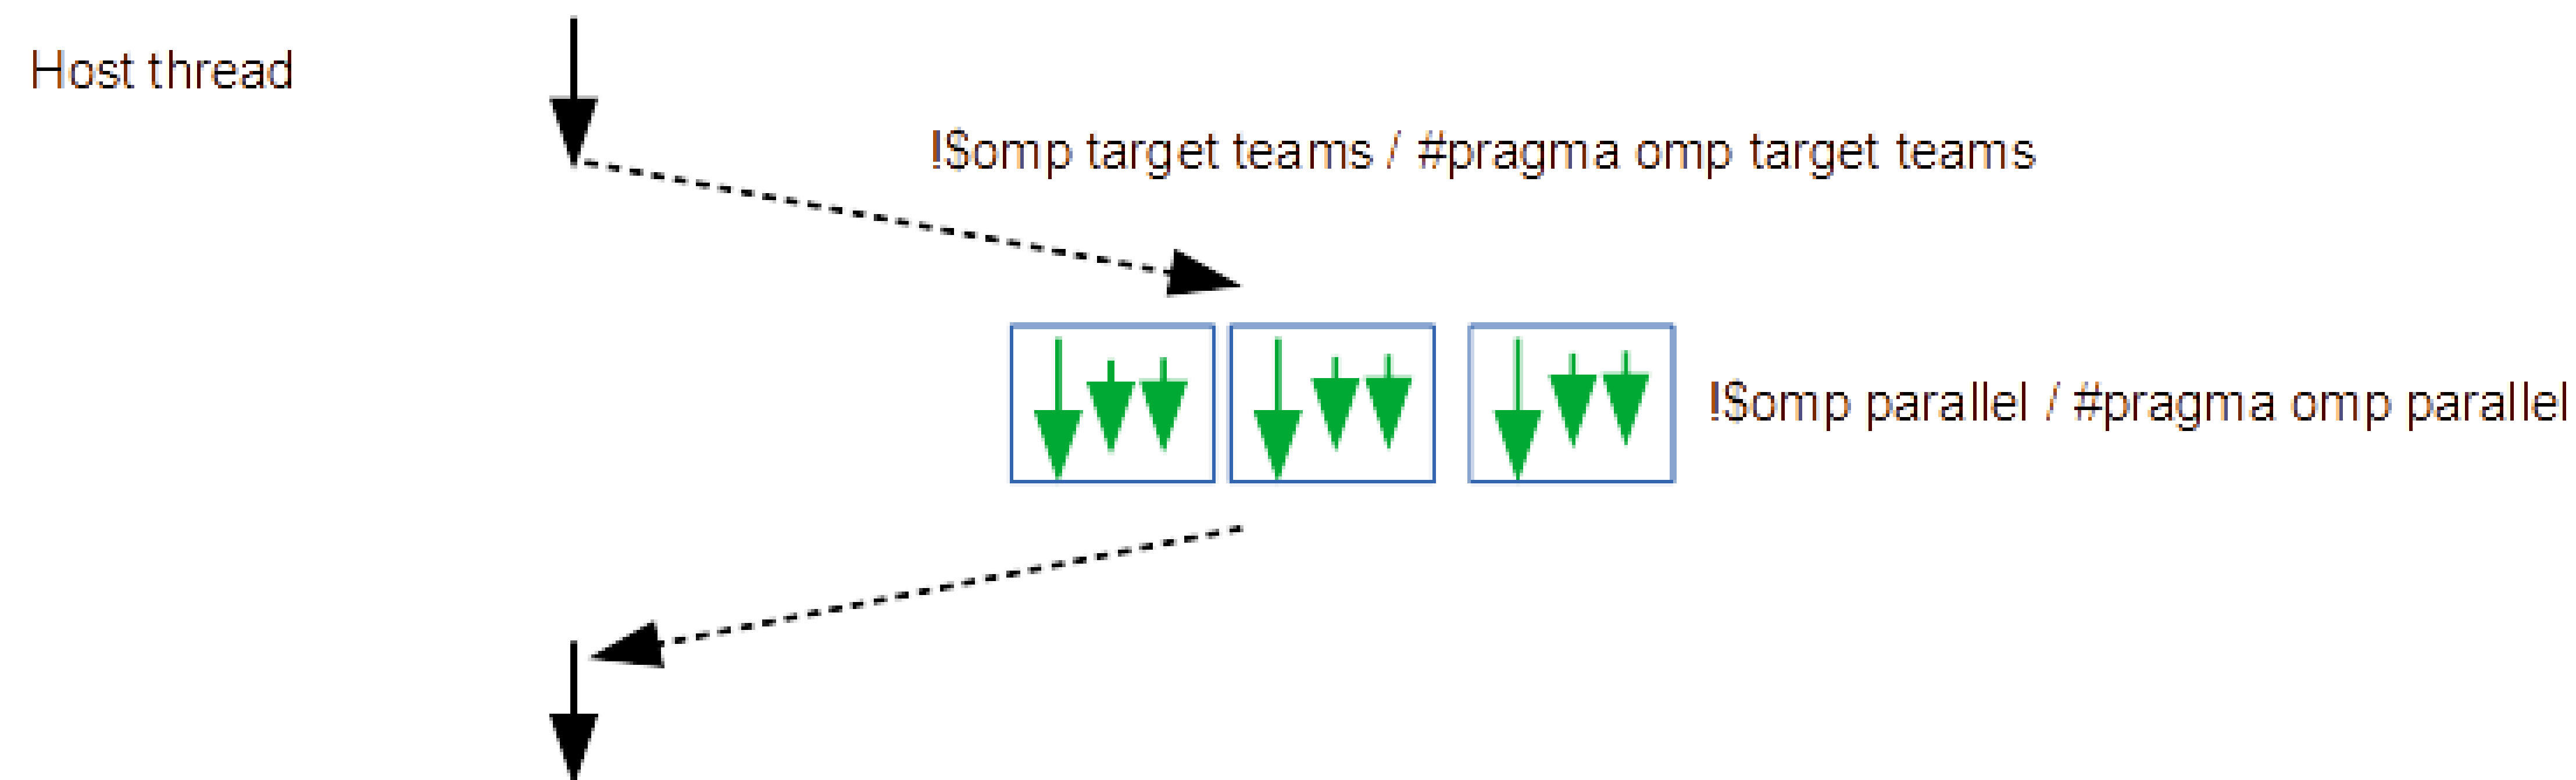 Host thread
!$omp target teams / #pragma omp target teams
!$omp parallel / #pragma omp parallel